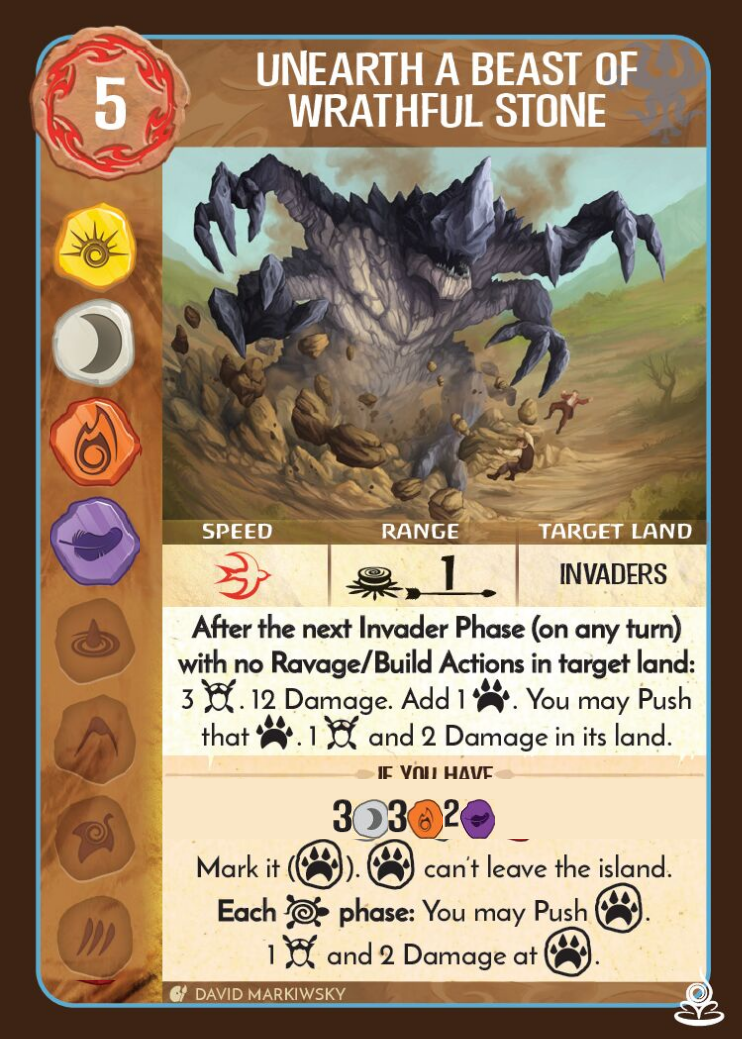 5
UNEARTH A BEAST OF
WRATHFUL STONE
SPEED RANGE TARGET LAND
1 INVADERS
After the next Invader Phase (on any turn)
with no Ravage/Build Actions in target land:
3 . 12 Damage. Add 1 . You may Push
that . 1 and 2 Damage in its land.
IF YOU HAVE
3 3 2
Mark it ( ). can't leave the island.
Each phase: You may Push .
1 and 2 Damage at .
DAVID MARKIWSKY